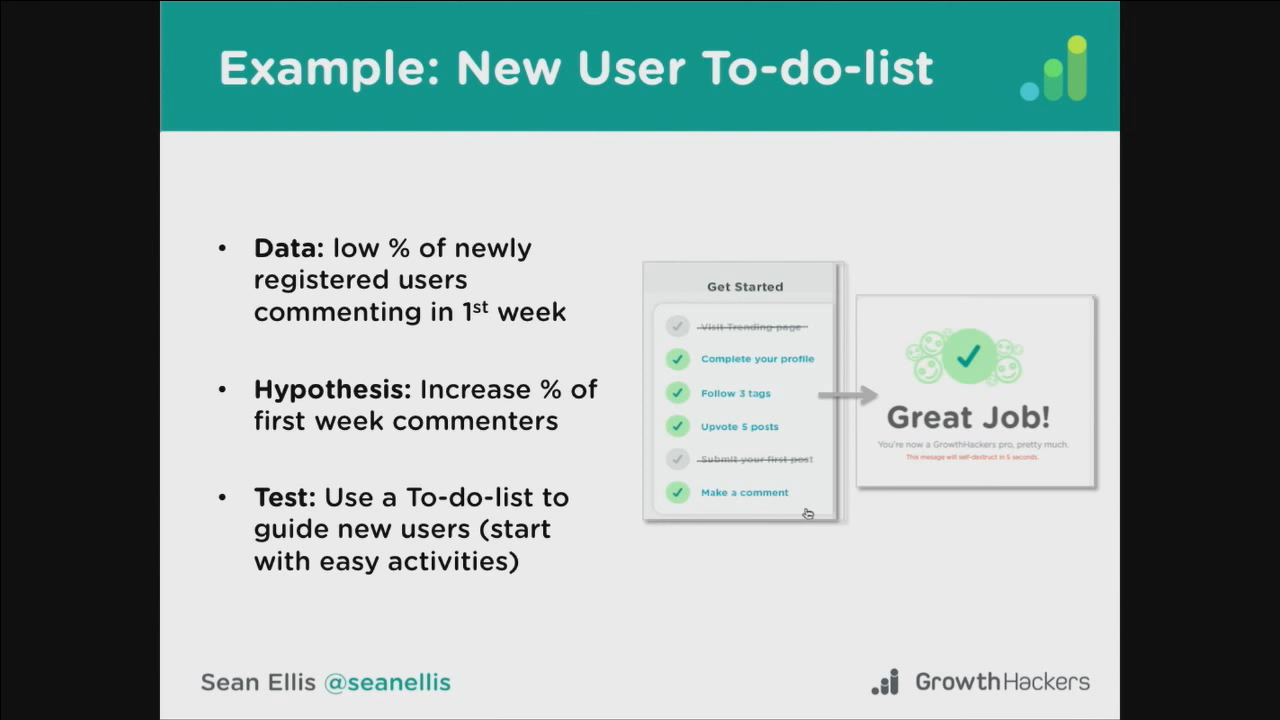 Example: New User To-do-list
• Data: low % of newly
registered users
commenting in 1st week
• Hypothesis: Increase % of
first week commenters
• Test: Use a To-do-list to
guide new users (start
with easy activities)
Get Started
Visit Trending page
Complete your profile
Follow 3 tags
Upvote 5 posts
Submit your first post
Make a comment
Great Job!
You're now a GrowthHackers pro, pretty much.
This mesage will self-destruct in 5 seconds.
Sean Ellis @seanellis
GrowthHackers